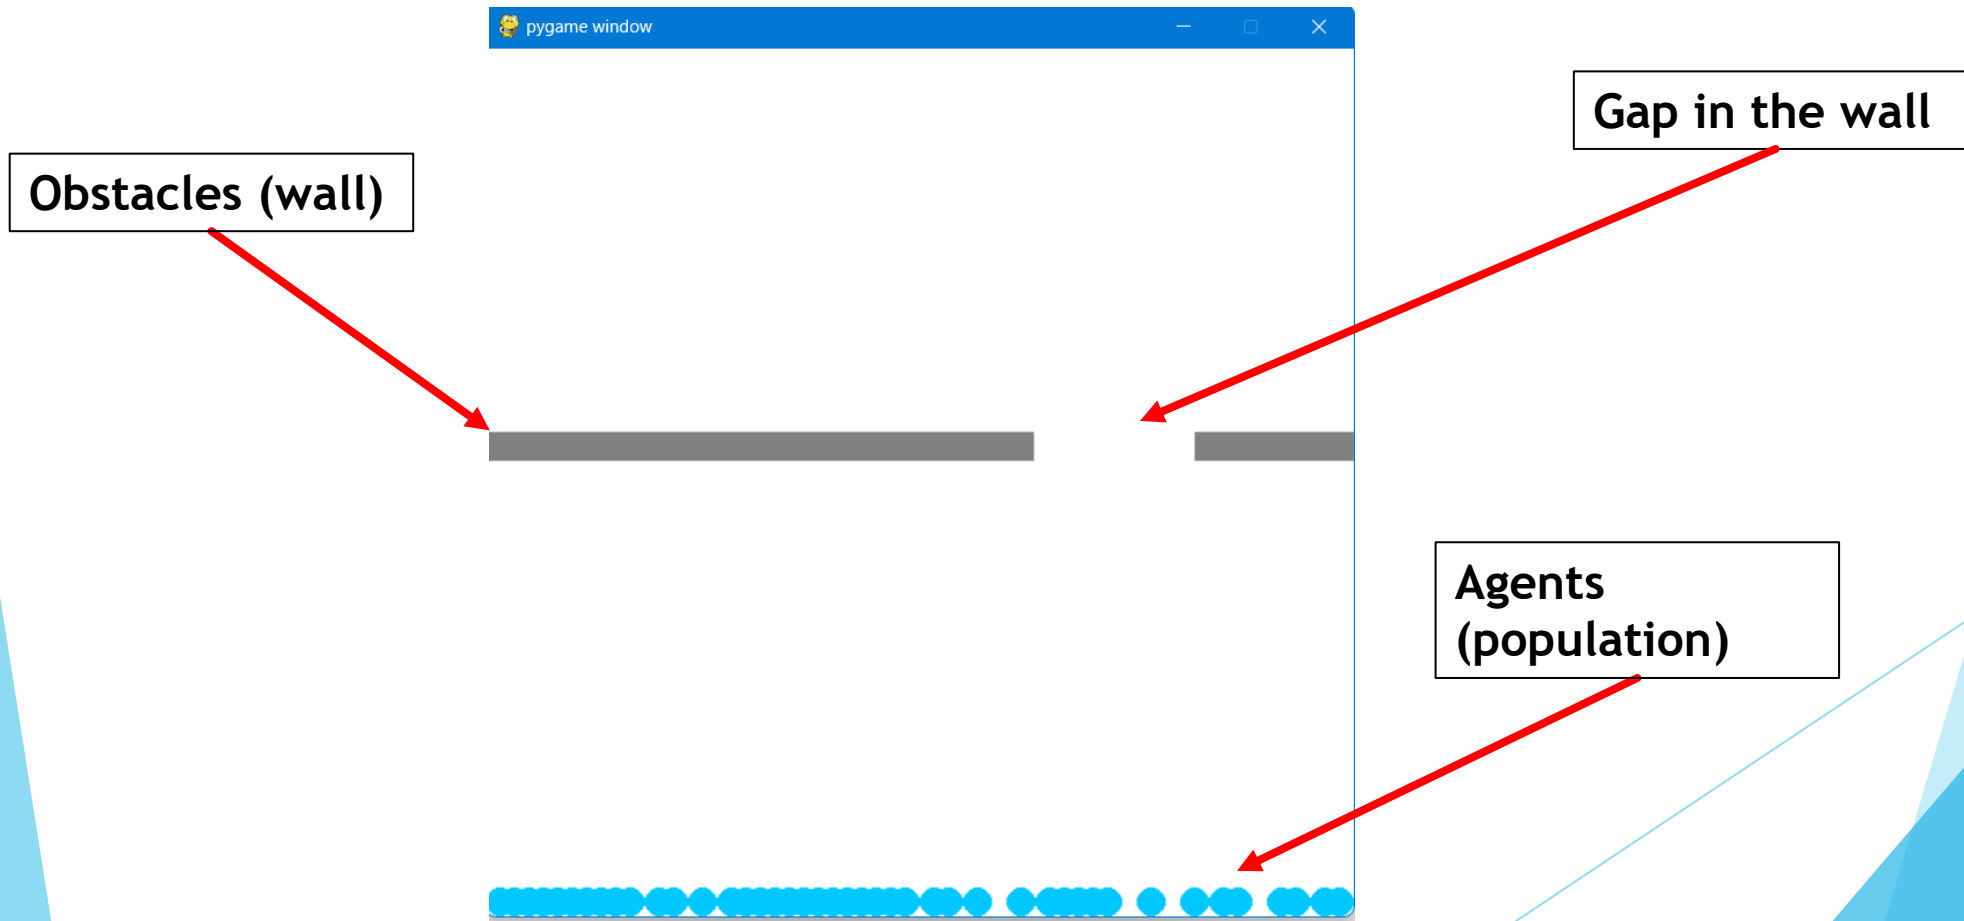 pygame window
Gap in the wall
Obstacles (wall)
Agents
(population)